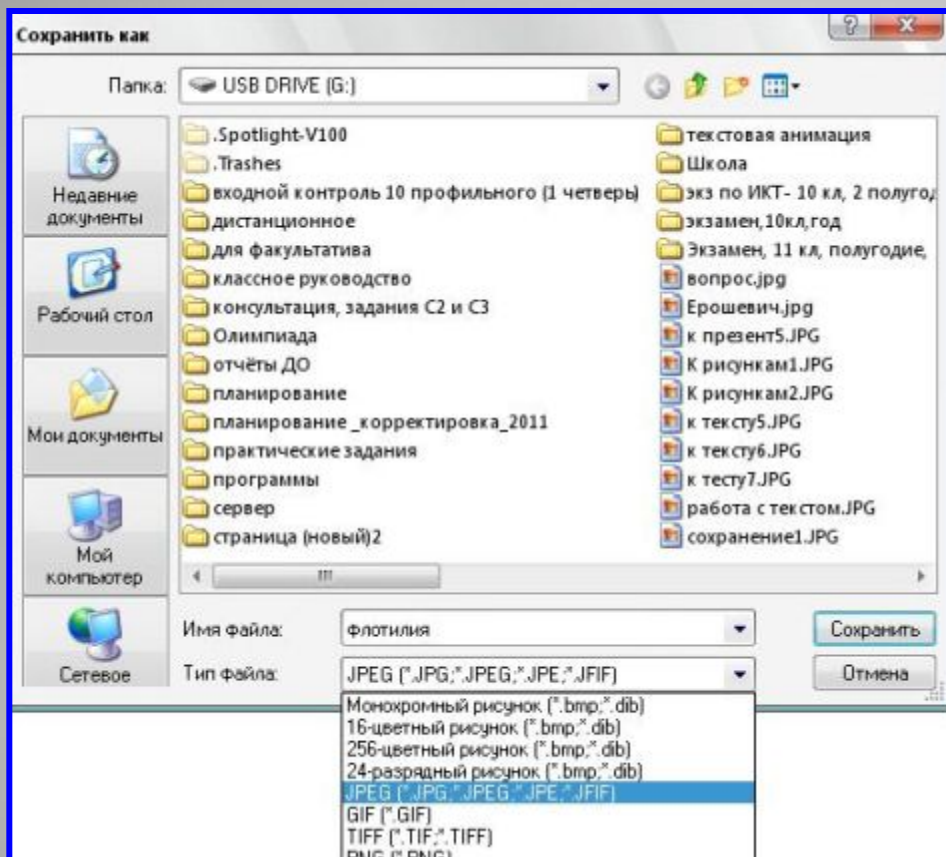 Сохранить как
Папка:
USB DRIVE (G:)
Недавние
документы
Рабочий стол
Мои документы
Мой
компьютер
Сетевое
.Spotlight-V100
.Trashes
входной контроль 10 профильного (1 четверь)
дистанционное
для факультатива
классное руководство
консультация, задания С2 и С3
Олимпиада
отчёты ДО
планирование
планирование _корректировка_2011
практические задания
программы
сервер
страница (новый)2
текстовая анимация
Школа
экз по ИКТ- 10 кл, 2 полугод
экзамен,10кл,год
Экзамен, 11 кл, полугодие,
вопрос.jpg
Ерошевич.jpg
к презент5.JPG
К рисункам1.JPG
К рисункам2.JPG
к тексту5.JPG
к тексту6.JPG
к тесту7.JPG
работа с текстом.JPG
сохранение1.JPG
Имя файла:
флотилия
Сохранить
Тип файла:
JPEG (*.JPG;*.JPEG;*.JPE;*.JFIF)
Отмена
Монохромный рисунок (*.bmp;*.dib)
16-цветный рисунок (*.bmp;*.dib)
256-цветный рисунок (*.bmp;*.dib)
24-разрядный рисунок (*.bmp;*.dib)
JPEG (*.JPG;*.JPEG;*.JPE;*.JFIF)
GIF (*.GIF)
TIFF (*.TIF;*.TIFF)
PNG (*.PNG)